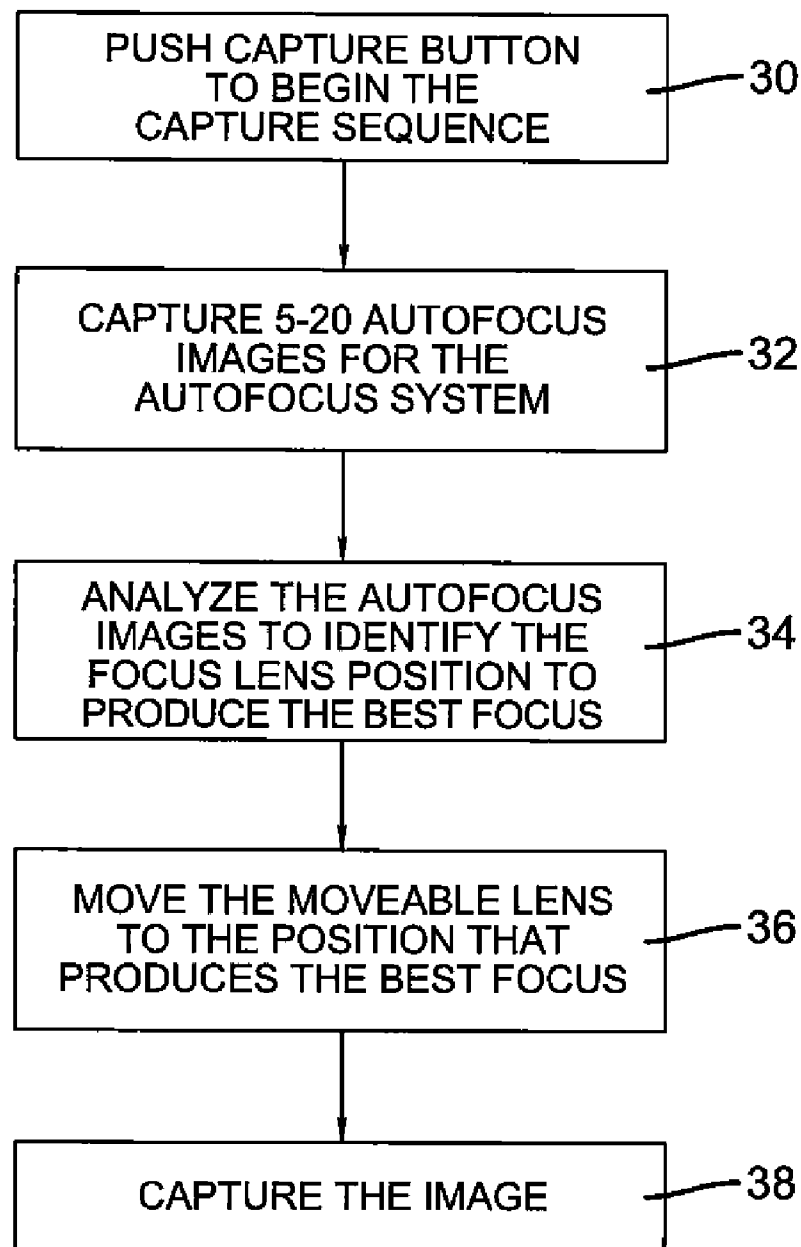 PUSH CAPTURE BUTTON
TO BEGIN THE
CAPTURE SEQUENCE
30
CAPTURE 5-20 AUTOFOCUS
IMAGES FOR THE
AUTOFOCUS SYSTEM
32
ANALYZE THE AUTOFOCUS
IMAGES TO IDENTIFY THE
FOCUS LENS POSITION TO
PRODUCE THE BEST FOCUS
34
MOVE THE MOVEABLE LENS
TO THE POSITION THAT
PRODUCES THE BEST FOCUS
36
CAPTURE THE IMAGE
38